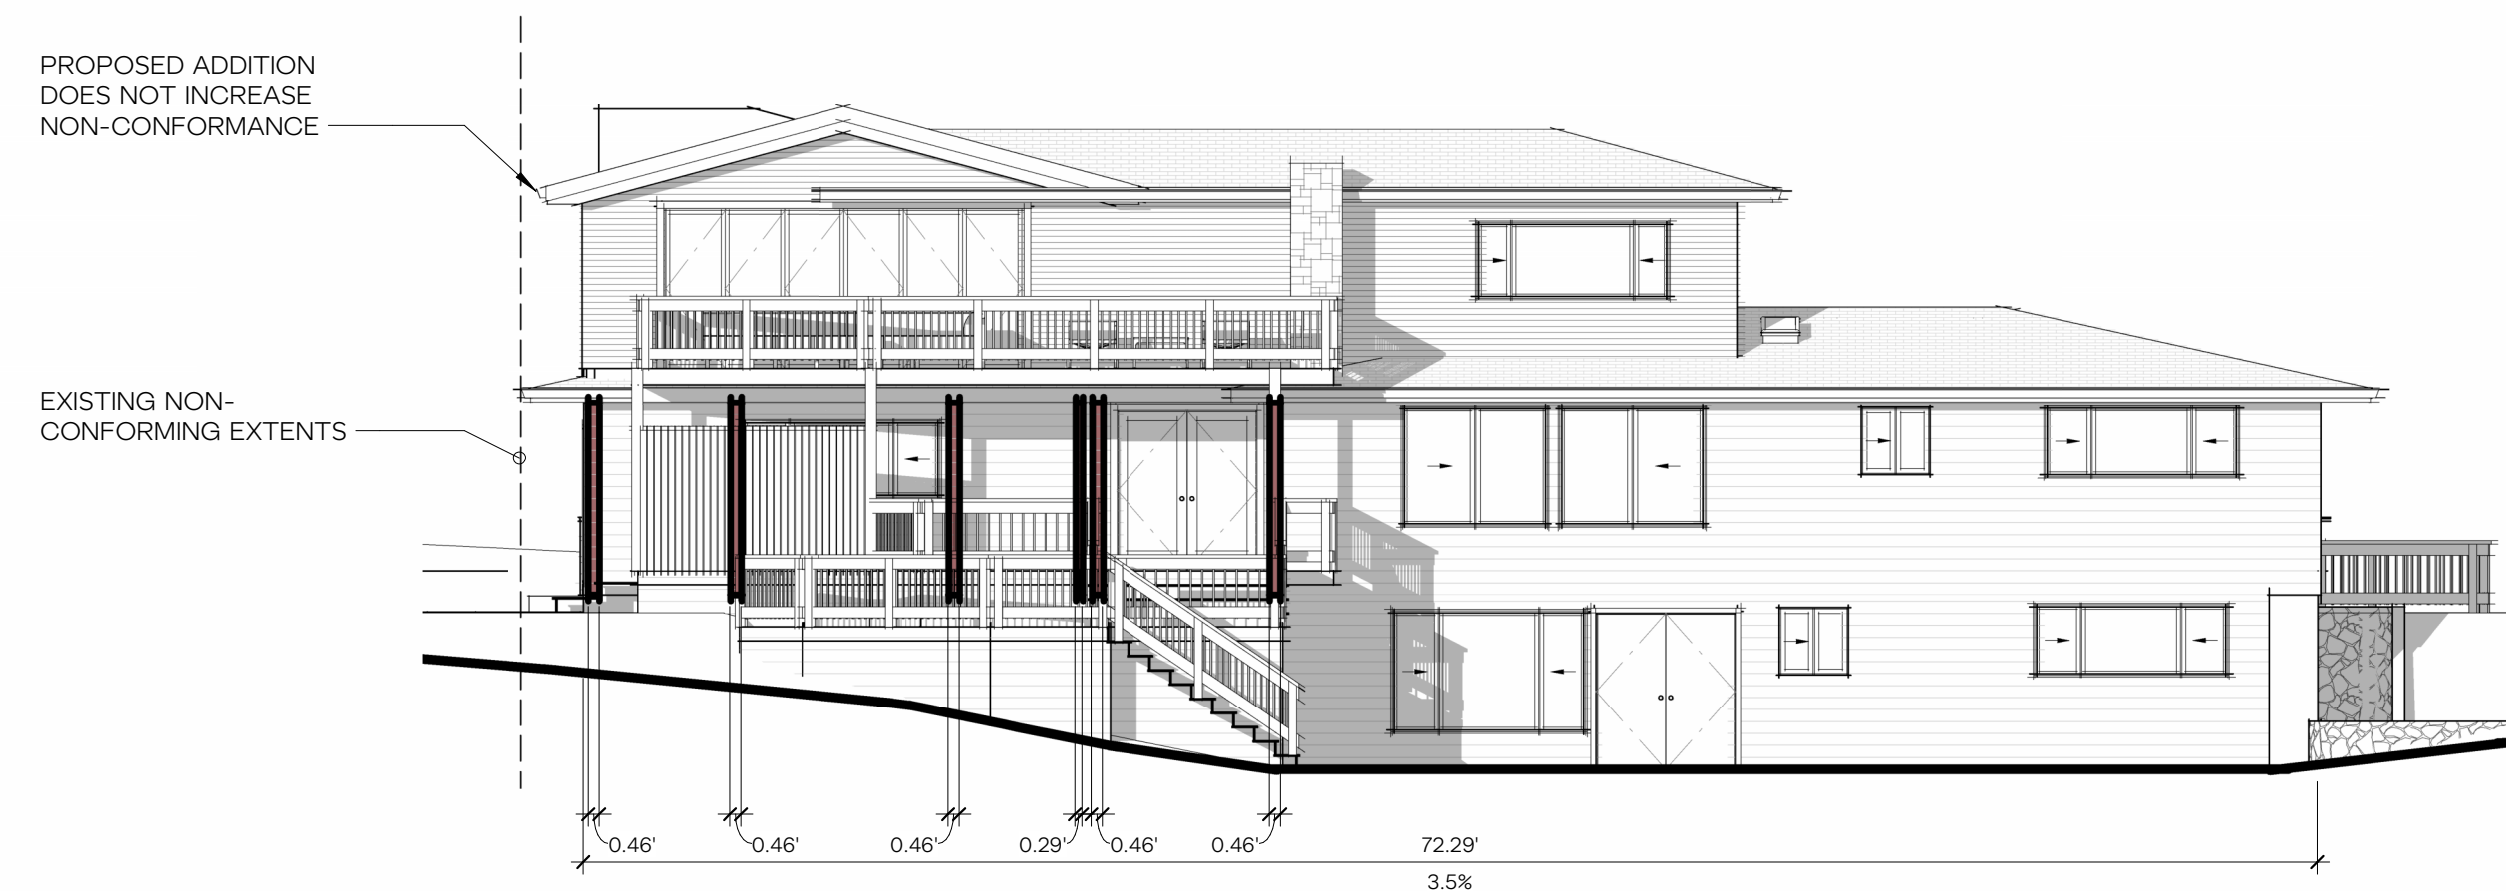 PROPOSED ADDITION
DOES NOT INCREASE
NON-CONFORMANCE
EXISTING NON-
CONFORMING EXTENTS
0.46' 0.46' 0.46' 0.29' 0.46' 0.46' 72.29'
3.5%